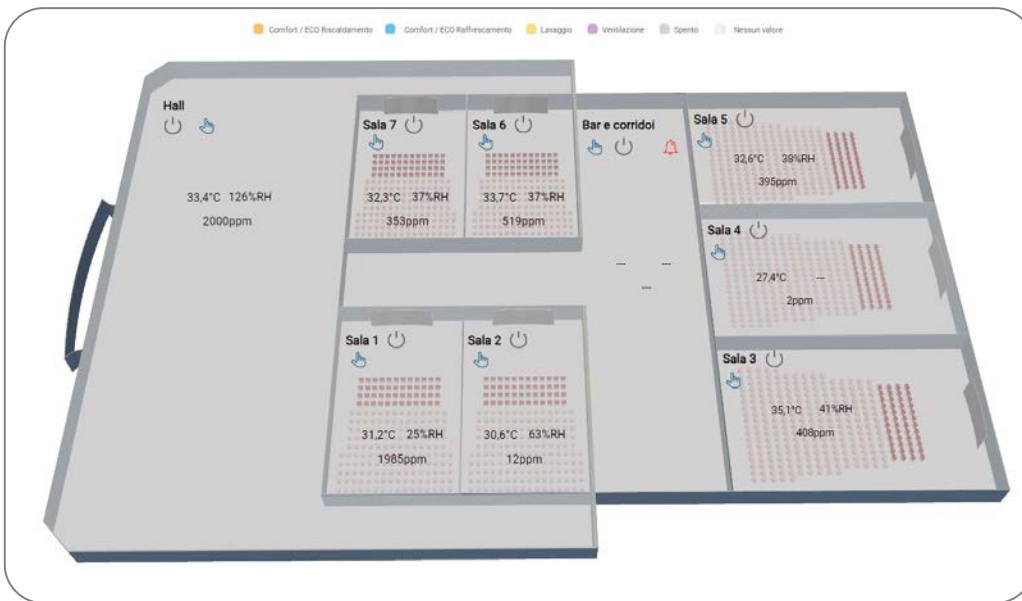 Comfort / ECO Riscaldamento Comfort / ECO Raffrescamento Lavaggio Ventilazione Spento Nessun valore
Hall
33,4°C 126%RH
2000ppm
Sala 7
32,3°C 37%RH
353ppm
Sala 6
33,7°C 37%RH
519ppm
Bar e corridoi
--- ---
---
Sala 5
32,6°C 38%RH
395ppm
Sala 4
27,4°C ---
2ppm
Sala 3
35,1°C 41%RH
408ppm
Sala 1
31,2°C 25%RH
1985ppm
Sala 2
30,6°C 63%RH
12ppm